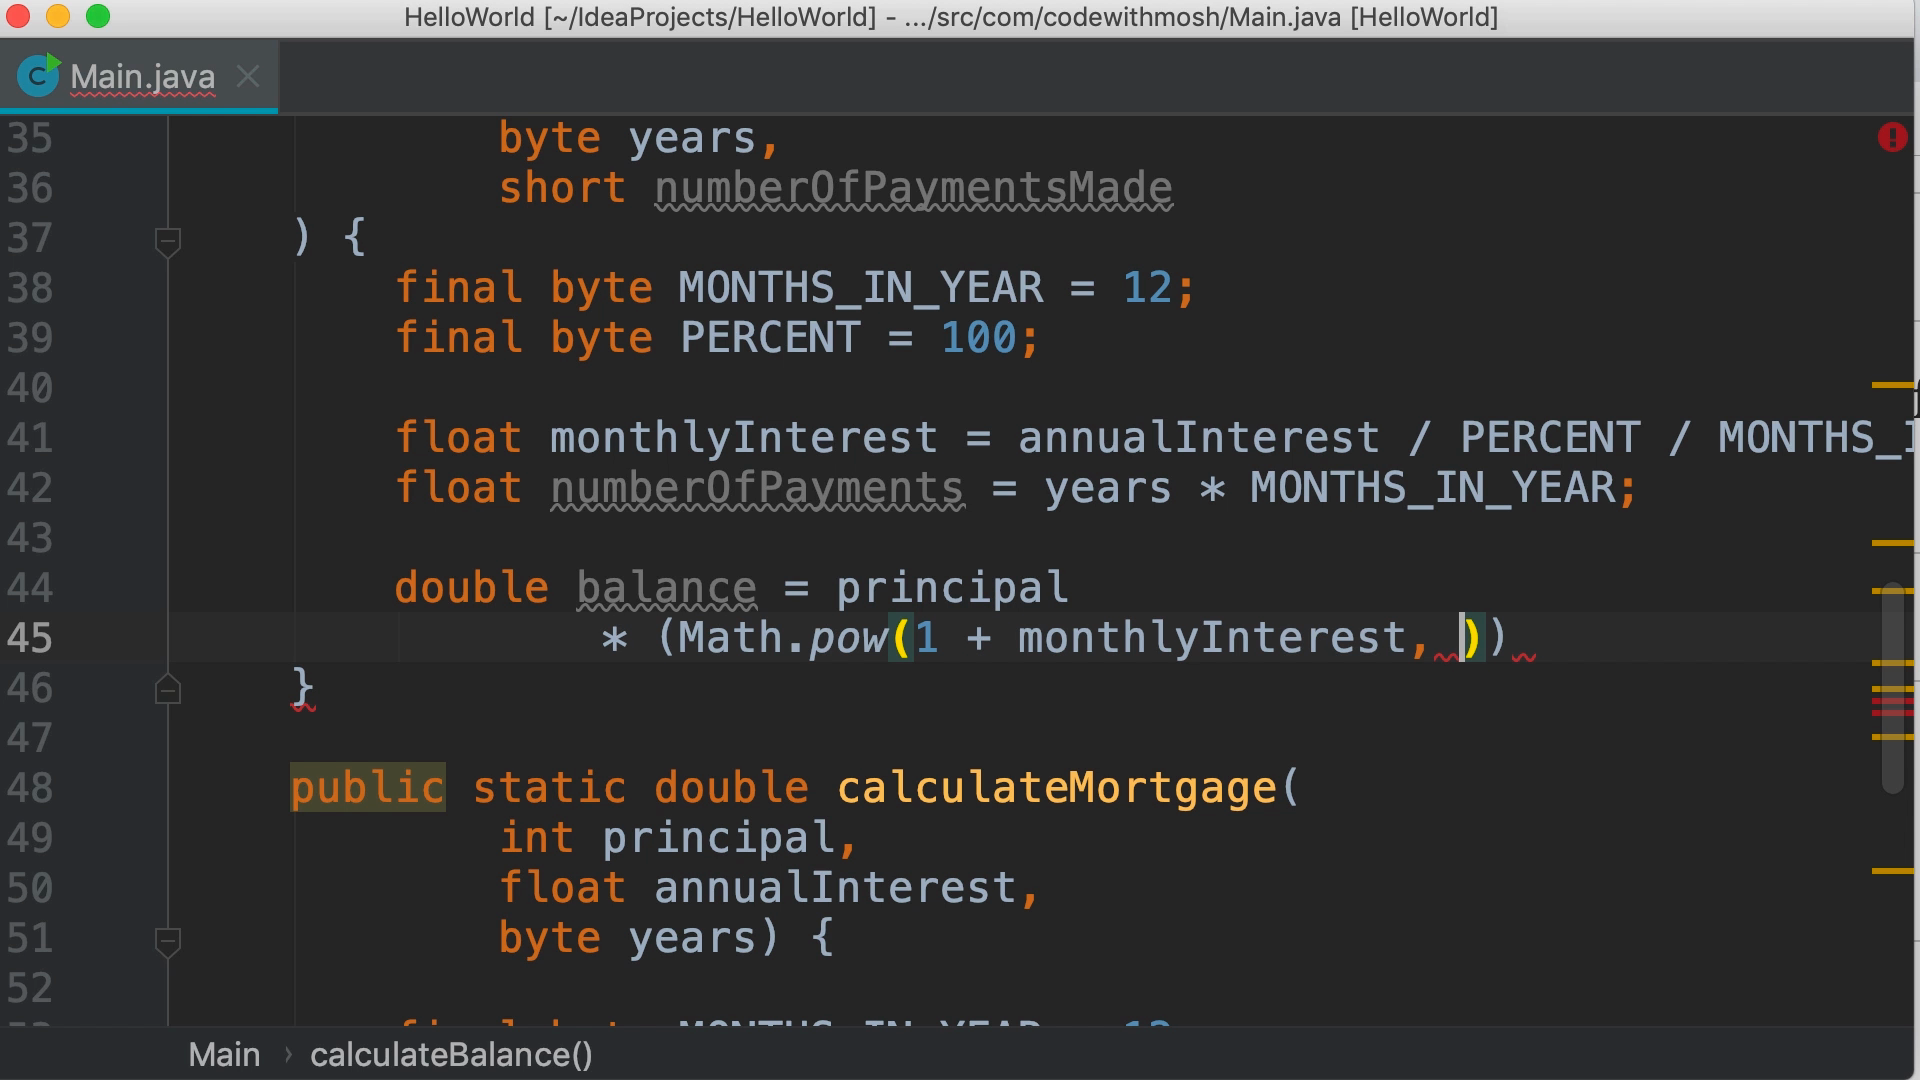 HelloWorld [~/IdeaProjects/HelloWorld] - .../src/com/codewithmosh/Main.java [HelloWorld]
Main.java
35 byte years,
36 short numberOfPaymentsMade
37 ) {
38 final byte MONTHS_IN_YEAR = 12;
39 final byte PERCENT = 100;
40
41 float monthlyInterest = annualInterest / PERCENT / MONTHS_I
42 float numberOfPayments = years * MONTHS_IN_YEAR;
43
44 double balance = principal
45 * (Math.pow(1 + monthlyInterest, ))
46 }
47
48 public static double calculateMortgage(
49 int principal,
50 float annualInterest,
51 byte years) {
52
Main › calculateBalance()